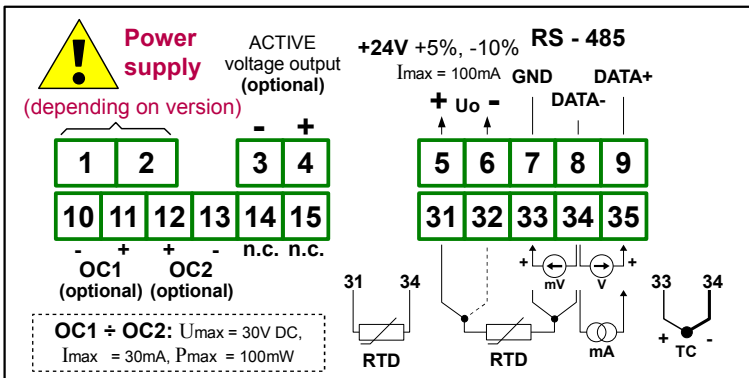 Power
supply
(depending on version)
ACTIVE
voltage output
(optional)
- +
+24V +5%, -10%
Imax = 100mA
+ Uo -
RS - 485
GND
DATA-
DATA+
1 2 3 4 5 6 7 8 9
10 11 12 13 14 15 31 32 33 34 35
- + + - n.c. n.c.
OC1
(optional)
OC2
(optional)
OC1 ÷ OC2: Umax = 30V DC,
Imax = 30mA, Pmax = 100mW
31 34
RTD
RTD
+ mV
V +
mA
33 34
+ TC -